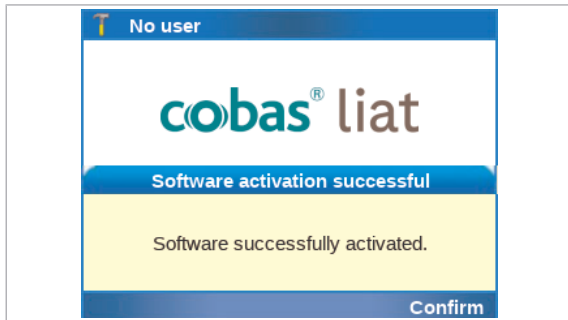 No user
cobas® liat
Software activation successful
Software successfully activated.
Confirm